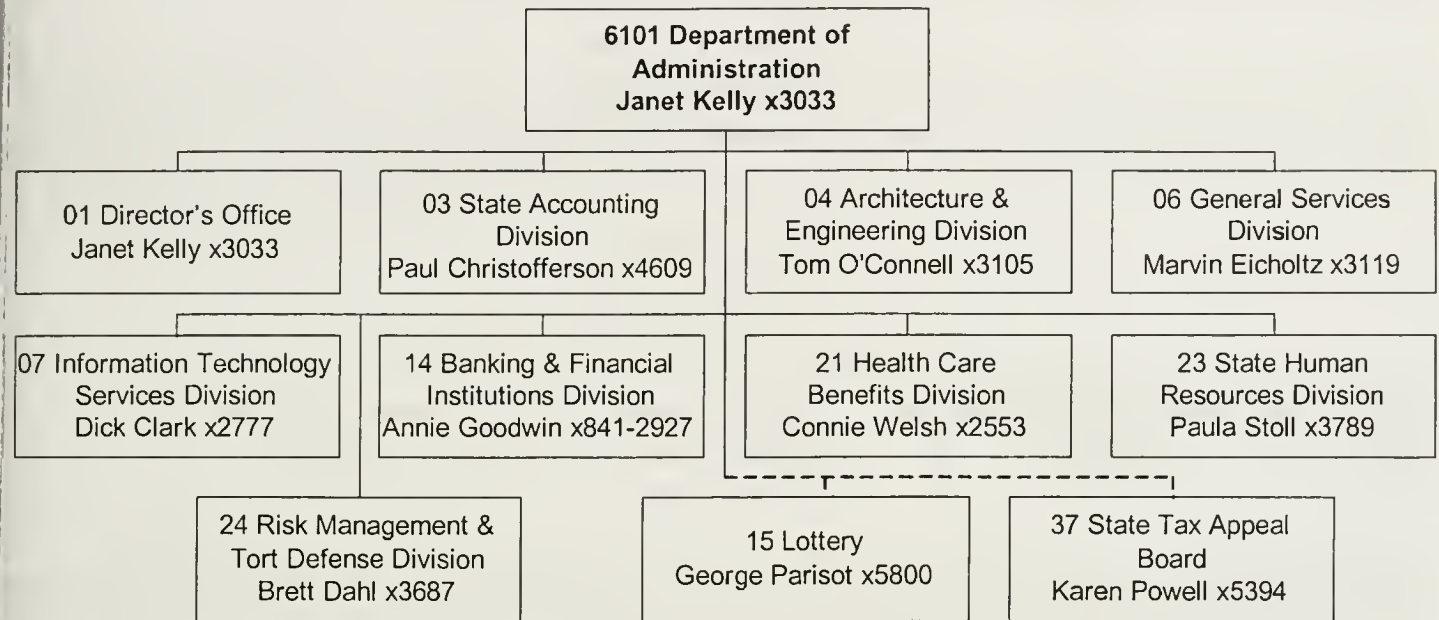 6101 Department of
Administration
Janet Kelly x3033
01 Director's Office
Janet Kelly x3033
03 State Accounting
Division
Paul Christofferson x4609
04 Architecture &
Engineering Division
Tom O'Connell x3105
06 General Services
Division
Marvin Eicholtz x3119
07 Information Technology
Services Division
Dick Clark x2777
14 Banking & Financial
Institutions Division
Annie Goodwin x841-2927
21 Health Care
Benefits Division
Connie Welsh x2553
23 State Human
Resources Division
Paula Stoll x3789
24 Risk Management &
Tort Defense Division
Brett Dahl x3687
15 Lottery
George Parisot x5800
37 State Tax Appeal
Board
Karen Powell x5394